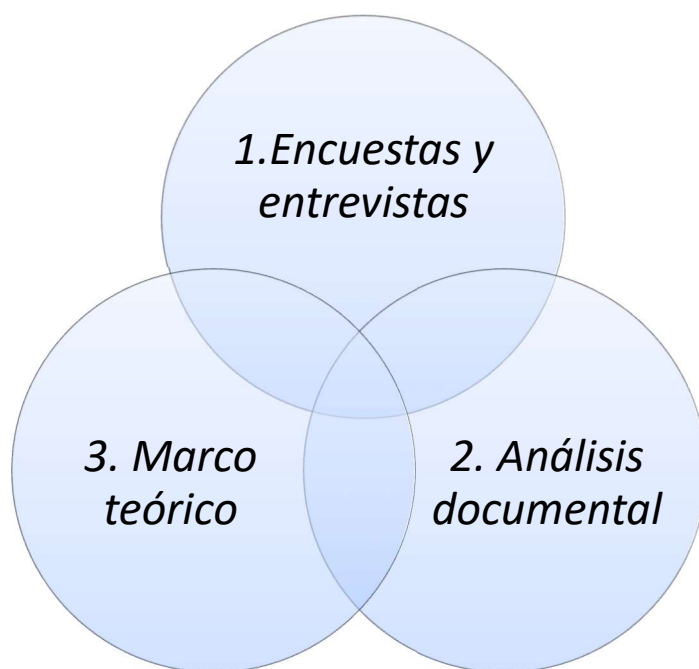 1.Encuestas y
entrevistas
3. Marco
teórico
2. Análisis
documental